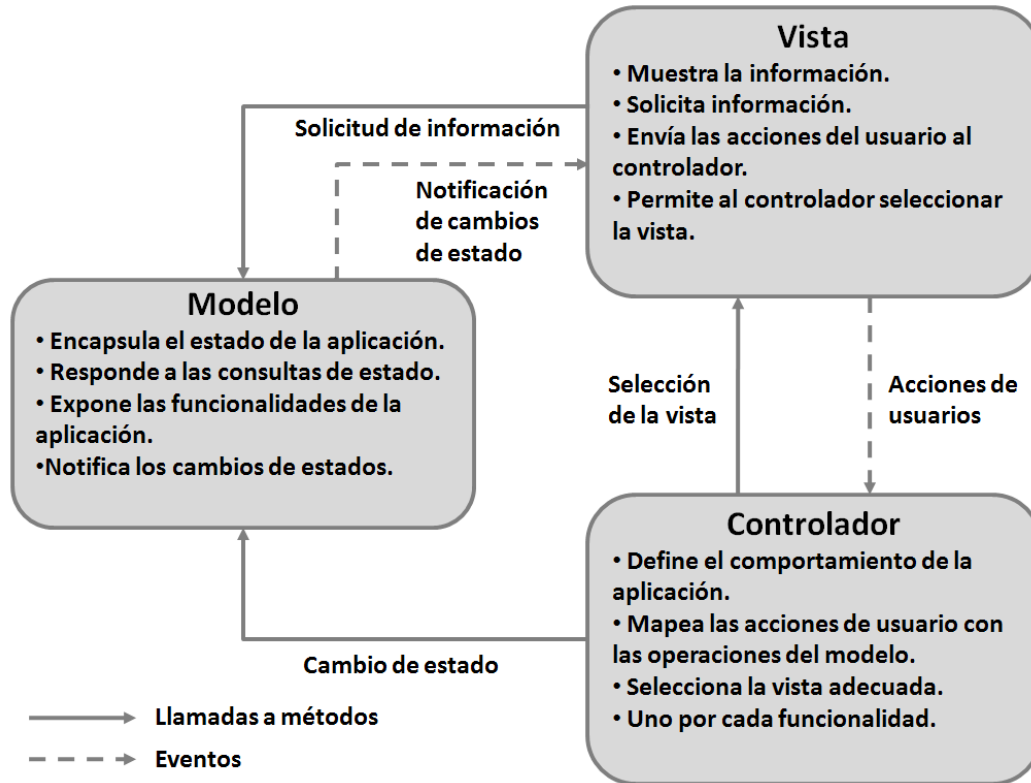 Vista
• Muestra la información.
• Solicita información.
• Envía las acciones del usuario al
controlador.
• Permite al controlador seleccionar
la vista.
Solicitud de información
Notificación
de cambios
de estado
Modelo
• Encapsula el estado de la aplicación.
• Responde a las consultas de estado.
• Expone las funcionalidades de la
aplicación.
•Notifica los cambios de estados.
Selección
de la vista
Acciones de
usuarios
Controlador
• Define el comportamiento de la
aplicación.
• Mapea las acciones de usuario con
las operaciones del modelo.
• Selecciona la vista adecuada.
• Uno por cada funcionalidad.
Cambio de estado
Llamadas a métodos
Eventos